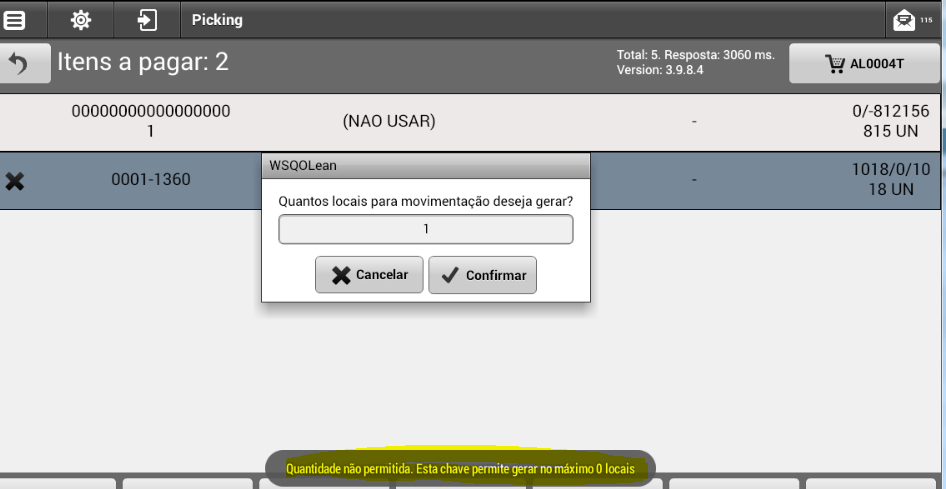 Picking
115
Itens a pagar: 2
Total: 5. Resposta: 3060 ms.
Version: 3.9.8.4
AL0004T
00000000000000000
1
(NAO USAR)
-
0/-812156
815 UN
0001-1360
-
1018/0/10
18 UN
WSQOLean
Quantos locais para movimentação deseja gerar?
1
Cancelar
Confirmar
Quantidade não permitida. Esta chave permite gerar no máximo 0 locais